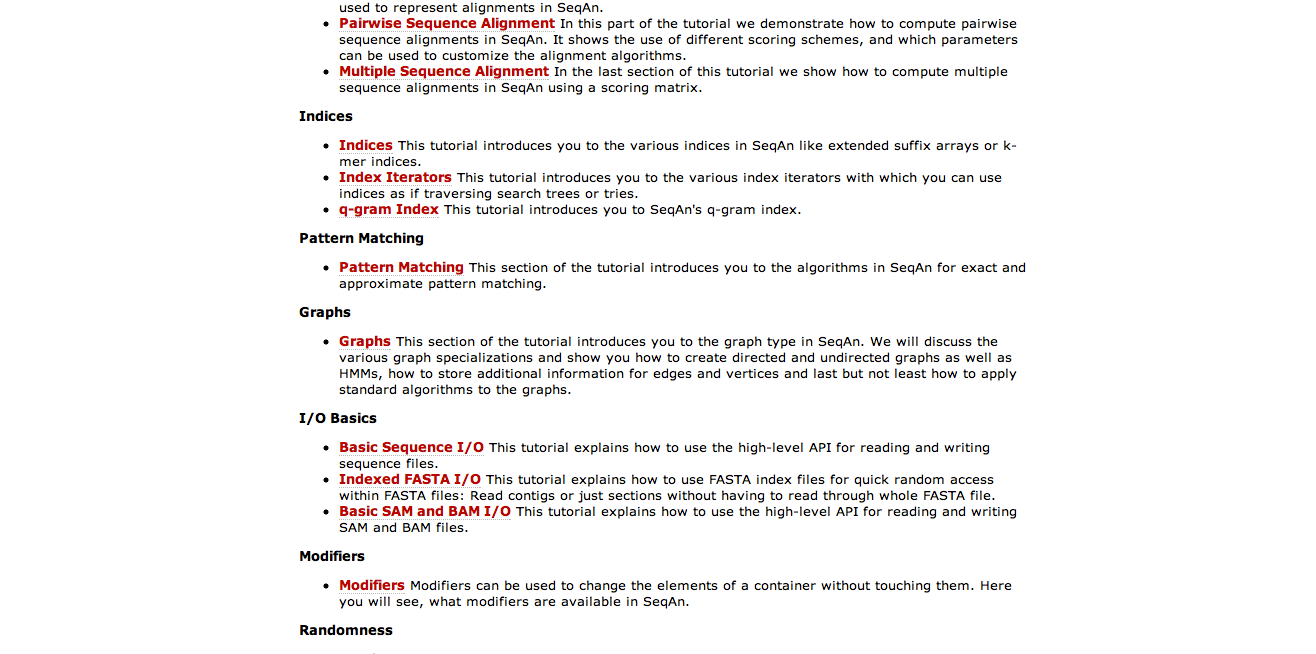 used to represent alignments in SeqAn.
• Pairwise Sequence Alignment In this part of the tutorial we demonstrate how to compute pairwise
sequence alignments in SeqAn. It shows the use of different scoring schemes, and which parameters
can be used to customize the alignment algorithms.
• Multiple Sequence Alignment In the last section of this tutorial we show how to compute multiple
sequence alignments in SeqAn using a scoring matrix.
Indices
• Indices This tutorial introduces you to the various indices in SeqAn like extended suffix arrays or k-
mer indices.
• Index Iterators This tutorial introduces you to the various index iterators with which you can use
indices as if traversing search trees or tries.
• q-gram Index This tutorial introduces you to SeqAn's q-gram index.
Pattern Matching
• Pattern Matching This section of the tutorial introduces you to the algorithms in SeqAn for exact and
approximate pattern matching.
Graphs
• Graphs This section of the tutorial introduces you to the graph type in SeqAn. We will discuss the
various graph specializations and show you how to create directed and undirected graphs as well as
HMMs, how to store additional information for edges and vertices and last but not least how to apply
standard algorithms to the graphs.
I/O Basics
• Basic Sequence I/O This tutorial explains how to use the high-level API for reading and writing
sequence files.
• Indexed FASTA I/O This tutorial explains how to use FASTA index files for quick random access
within FASTA files: Read contigs or just sections without having to read through whole FASTA file.
• Basic SAM and BAM I/O This tutorial explains how to use the high-level API for reading and writing
SAM and BAM files.
Modifiers
• Modifiers Modifiers can be used to change the elements of a container without touching them. Here
you will see, what modifiers are available in SeqAn.
Randomness